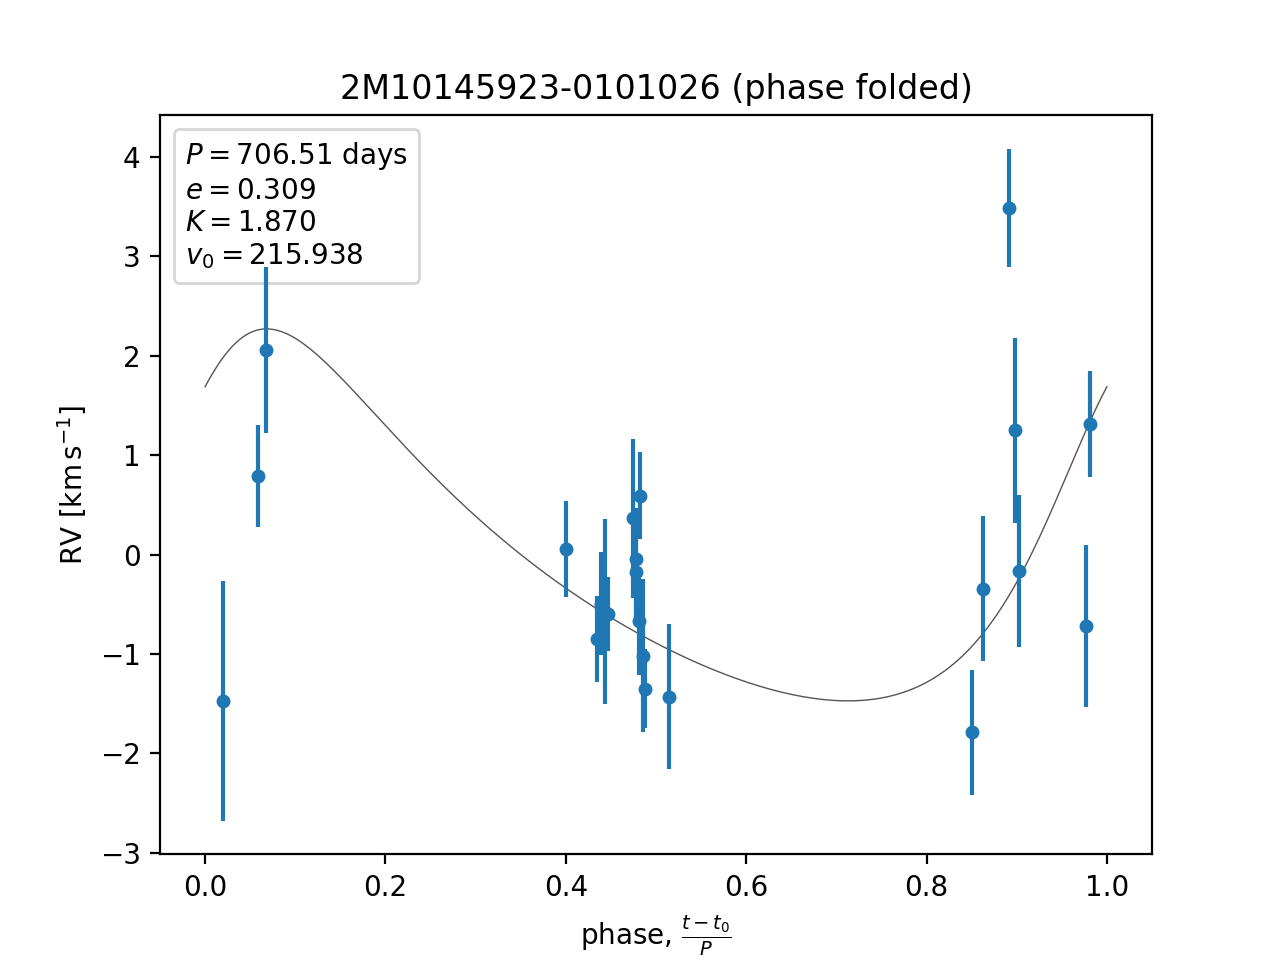 2M10145923-0101026 (phase folded)
P = 706.51 days
e = 0.309
K = 1.870
v₀ = 215.938
4
3
2
1
0
−1
−2
−3
RV [km s⁻¹]
0.0 0.2 0.4 0.6 0.8 1.0
phase, (t − t₀)/P